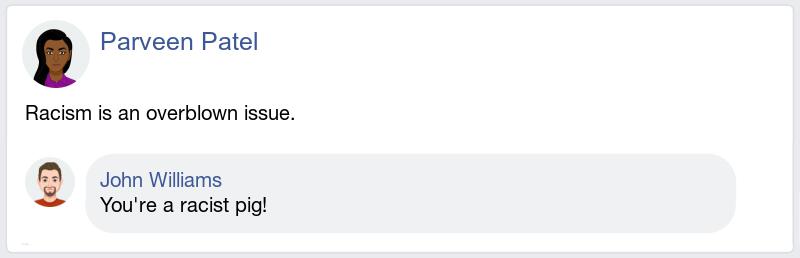 Parveen Patel
Racism is an overblown issue.
John Williams
You're a racist pig!